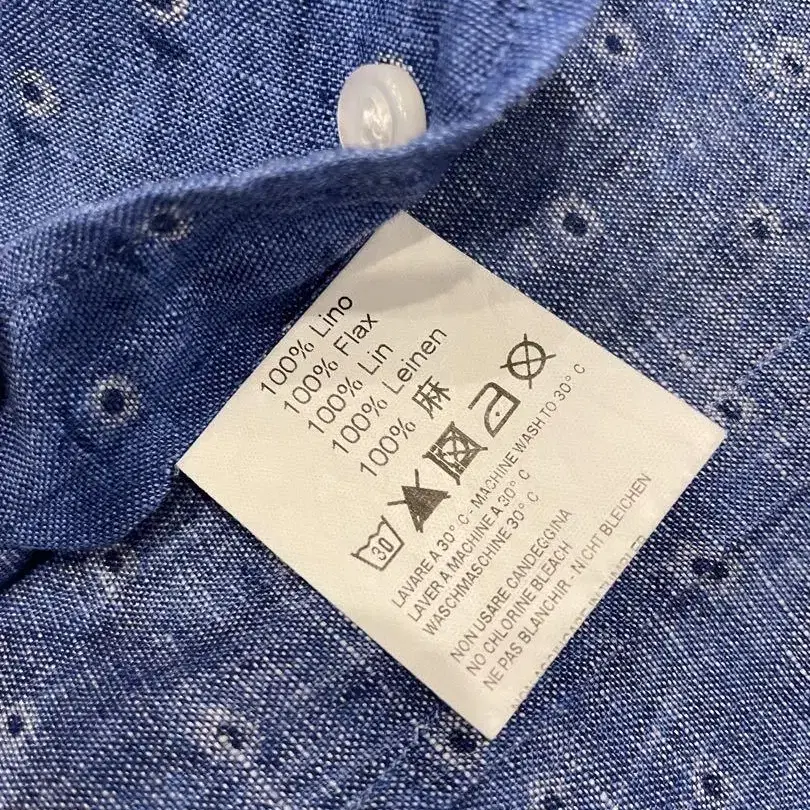 100% Lino
100% Flax
100% Lin
100% Leinen
100% 麻
30
LAVARE A 30° C - MACHINE WASH TO 30° C
LAVER A MACHINE A 30° C
WASCHMASCHINE 30° C
NON USARE CANDEGGINA
NO CHLORINE BLEACH
NE PAS BLANCHIR - NICHT BLEICHEN